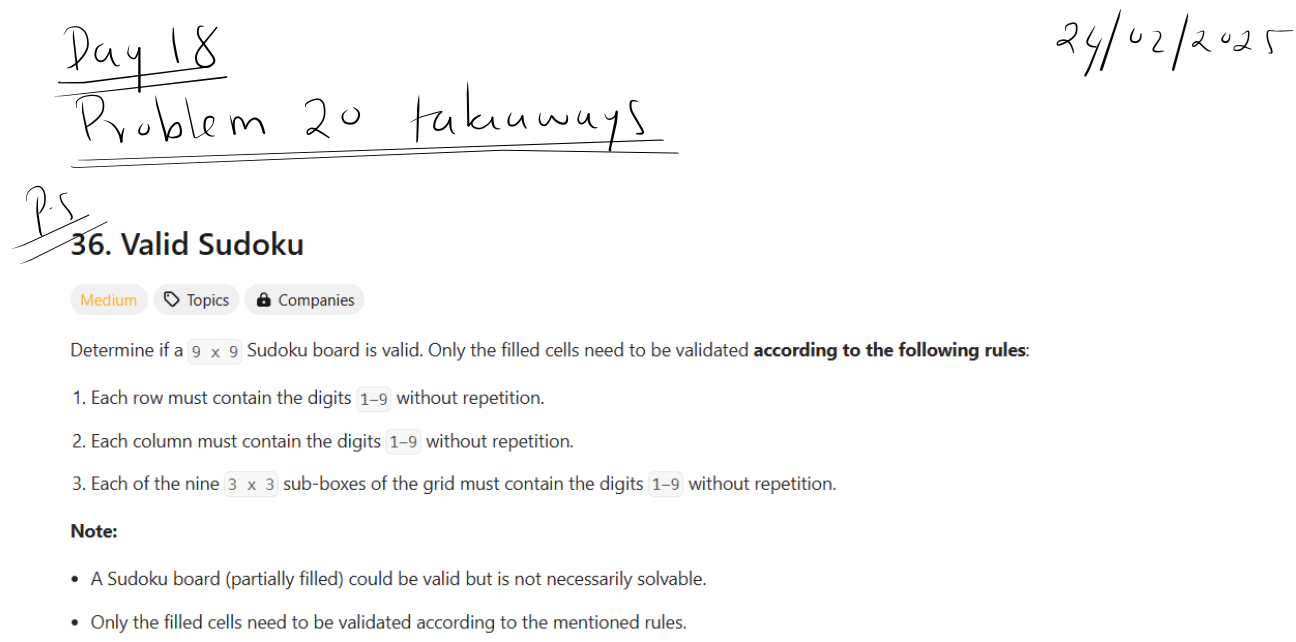 Day 18
24/02/2025
Problem 20 takeaways
P.S
36. Valid Sudoku
Medium Topics Companies
Determine if a 9 x 9 Sudoku board is valid. Only the filled cells need to be validated according to the following rules:
1. Each row must contain the digits 1-9 without repetition.
2. Each column must contain the digits 1-9 without repetition.
3. Each of the nine 3 x 3 sub-boxes of the grid must contain the digits 1-9 without repetition.
Note:
• A Sudoku board (partially filled) could be valid but is not necessarily solvable.
• Only the filled cells need to be validated according to the mentioned rules.